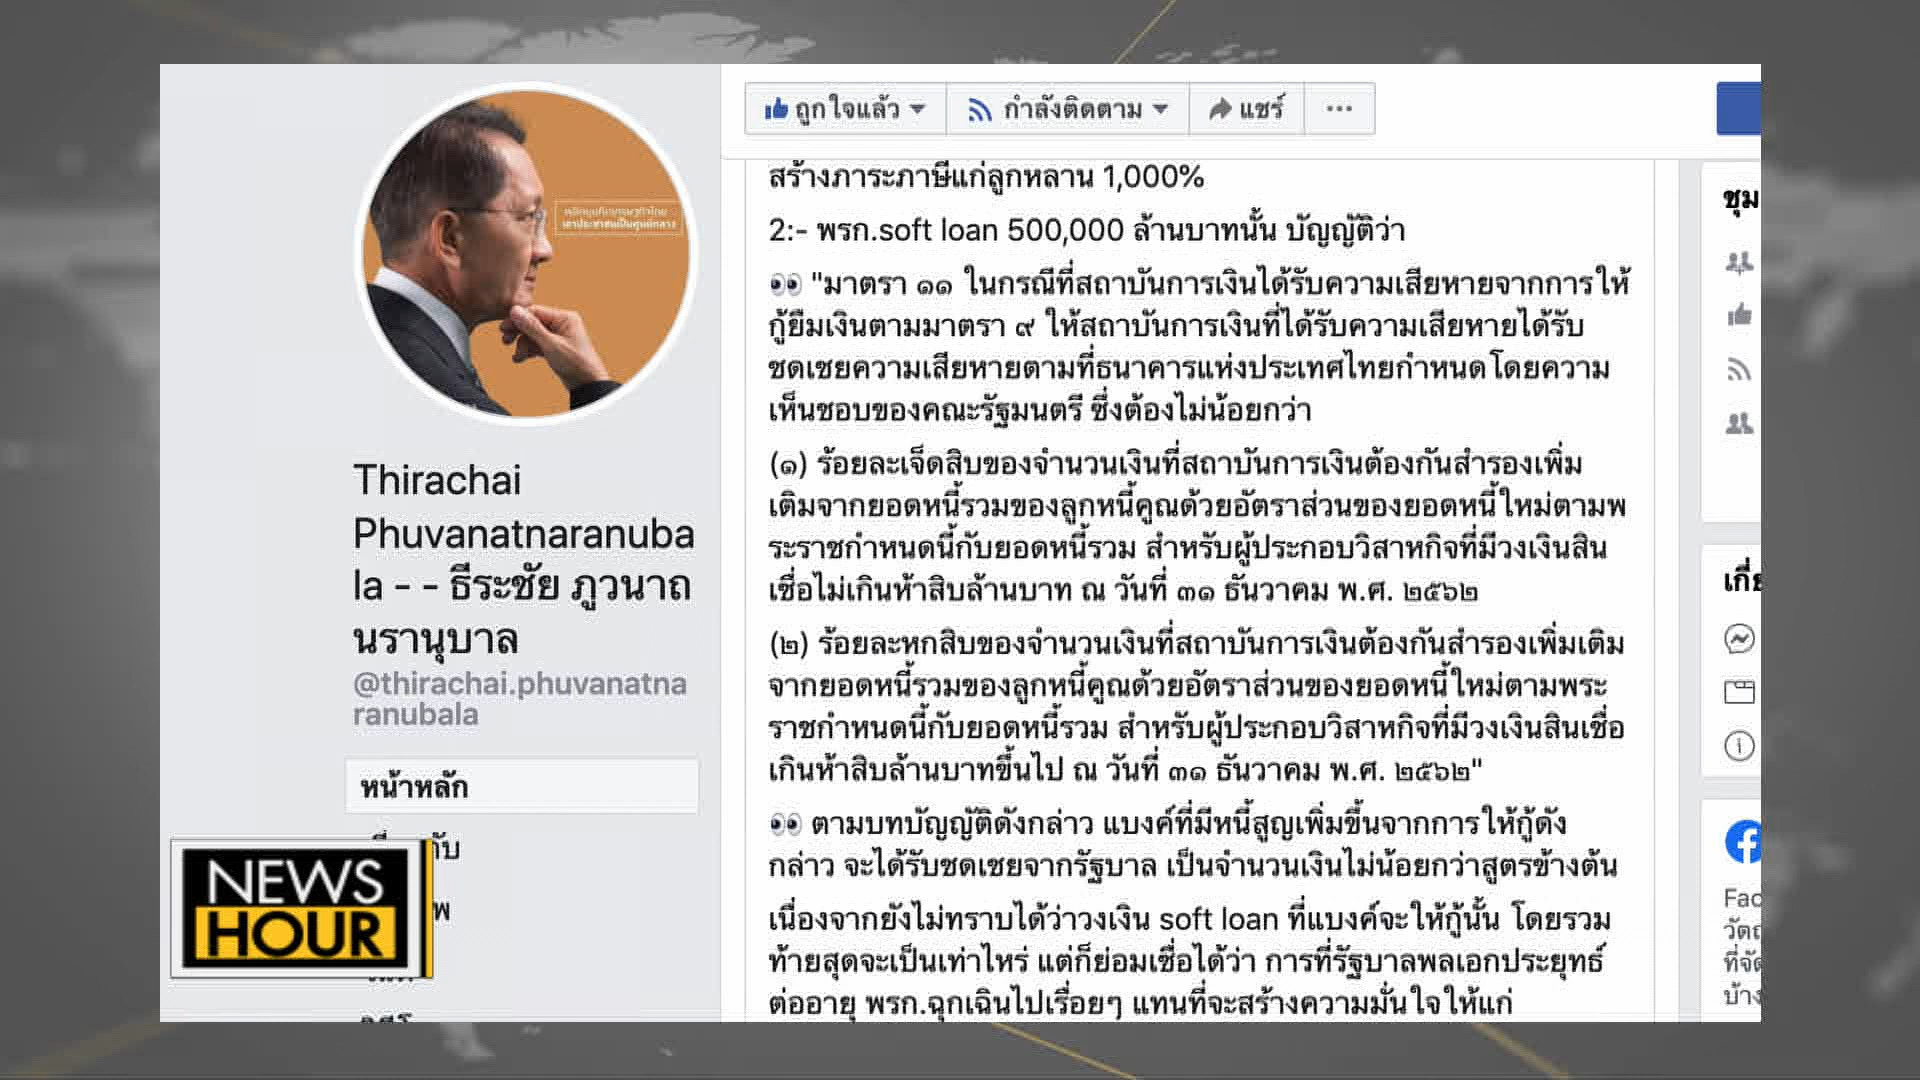 ถูกใจแล้ว
กำลังติดตาม
แชร์
สร้างภาระภาษีแก่ลูกหลาน 1,000%
2:- พรก.soft loan 500,000 ล้านบาทนั้น บัญญัติว่า
👀 "มาตรา ๑๑ ในกรณีที่สถาบันการเงินได้รับความเสียหายจากการให้
กู้ยืมเงินตามมาตรา ๙ ให้สถาบันการเงินที่ได้รับความเสียหายได้รับ
ชดเชยความเสียหายตามที่ธนาคารแห่งประเทศไทยกำหนดโดยความ
เห็นชอบของคณะรัฐมนตรี ซึ่งต้องไม่น้อยกว่า
(๑) ร้อยละเจ็ดสิบของจำนวนเงินที่สถาบันการเงินต้องกันสำรองเพิ่ม
เติมจากยอดหนี้รวมของลูกหนี้คูณด้วยอัตราส่วนของยอดหนี้ใหม่ตามพ
ระราชกำหนดนี้กับยอดหนี้รวม สำหรับผู้ประกอบวิสาหกิจที่มีวงเงินสิน
เชื่อไม่เกินห้าสิบล้านบาท ณ วันที่ ๓๑ ธันวาคม พ.ศ. ๒๕๖๒
(๒) ร้อยละหกสิบของจำนวนเงินที่สถาบันการเงินต้องกันสำรองเพิ่มเติม
จากยอดหนี้รวมของลูกหนี้คูณด้วยอัตราส่วนของยอดหนี้ใหม่ตามพระ
ราชกำหนดนี้กับยอดหนี้รวม สำหรับผู้ประกอบวิสาหกิจที่มีวงเงินสินเชื่อ
เกินห้าสิบล้านบาทขึ้นไป ณ วันที่ ๓๑ ธันวาคม พ.ศ. ๒๕๖๒"
👀 ตามบทบัญญัติดังกล่าว แบงค์ที่มีหนี้สูญเพิ่มขึ้นจากการให้กู้ดัง
กล่าว จะได้รับชดเชยจากรัฐบาล เป็นจำนวนเงินไม่น้อยกว่าสูตรข้างต้น
เนื่องจากยังไม่ทราบได้ว่าวงเงิน soft loan ที่แบงค์จะให้กู้นั้น โดยรวม
ท้ายสุดจะเป็นเท่าไหร่ แต่ก็ย่อมเชื่อได้ว่า การที่รัฐบาลพลเอกประยุทธ์
ต่ออายุ พรก.ฉุกเฉินไปเรื่อยๆ แทนที่จะสร้างความมั่นใจให้แก่
Thirachai
Phuvanatnaranuba
la - - ธีระชัย ภูวนาถ
นรานุบาล
@thirachai.phuvanatna
ranubala
หน้าหลัก
NEWS
HOUR
ชุม
Fac
ที่จัด
บ้าง